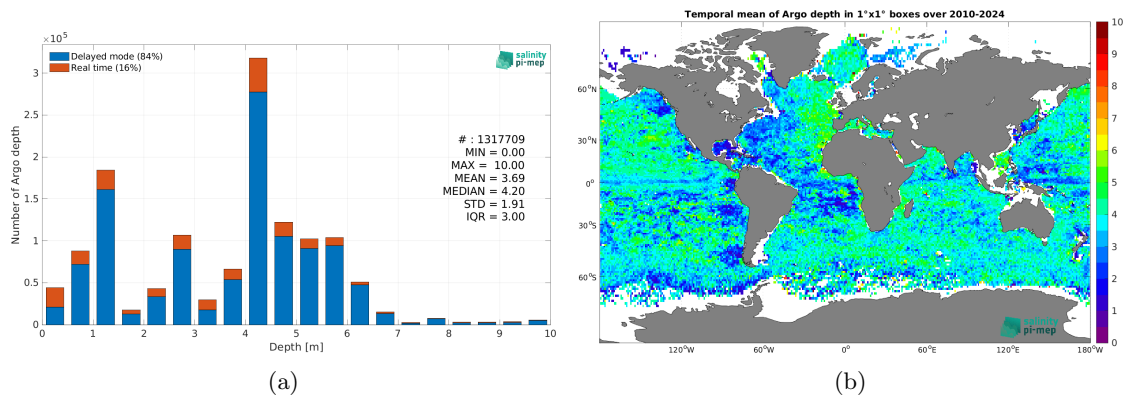 ×10⁵
Delayed mode (84%)
Real time (16%)
salinity
pi-mep
3
2.5
2
1.5
1
0.5
0
Number of Argo depth
# : 1317709
MIN = 0.00
MAX = 10.00
MEAN = 3.69
MEDIAN = 4.20
STD = 1.91
IQR = 3.00
0 1 2 3 4 5 6 7 8 9 10
Depth [m]
(a)
Temporal mean of Argo depth in 1°x1° boxes over 2010-2024
60°N
30°N
0°
30°S
60°S
120°W 60°W 0° 60°E 120°E 180°W
salinity
pi-mep
10
9
8
7
6
5
4
3
2
1
0
(b)